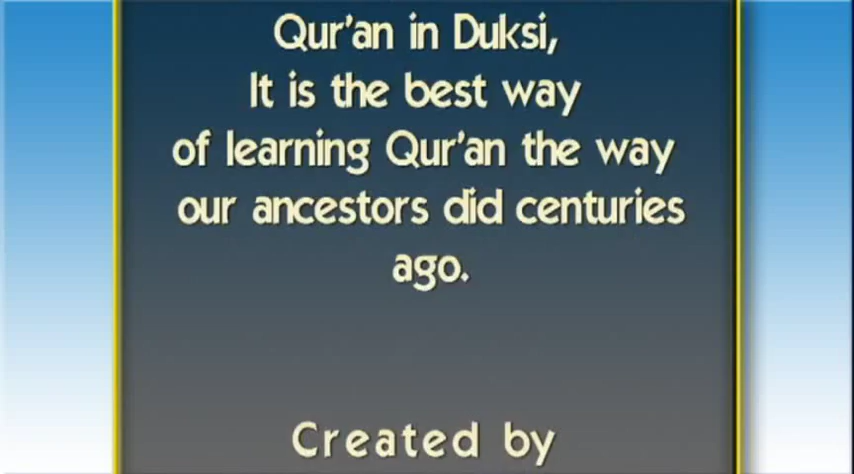 Qur'an in Duksi,
It is the best way
of learning Qur'an the way
our ancestors did centuries
ago.
Created by